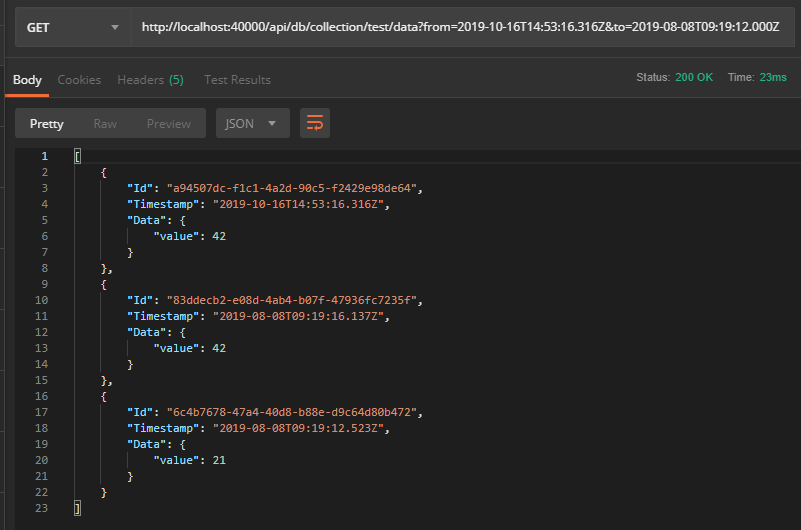 GET http://localhost:40000/api/db/collection/test/data?from=2019-10-16T14:53:16.316Z&to=2019-08-08T09:19:12.000Z
Body Cookies Headers (5) Test Results Status: 200 OK Time: 23ms
Pretty Raw Preview JSON
1 [
2 {
3 "Id": "a94507dc-f1c1-4a2d-90c5-f2429e98de64",
4 "Timestamp": "2019-10-16T14:53:16.316Z",
5 "Data": {
6 "value": 42
7 }
8 },
9 {
10 "Id": "83ddecb2-e08d-4ab4-b07f-47936fc7235f",
11 "Timestamp": "2019-08-08T09:19:16.137Z",
12 "Data": {
13 "value": 42
14 }
15 },
16 {
17 "Id": "6c4b7678-47a4-40d8-b88e-d9c64d80b472",
18 "Timestamp": "2019-08-08T09:19:12.523Z",
19 "Data": {
20 "value": 21
21 }
22 }
23 ]